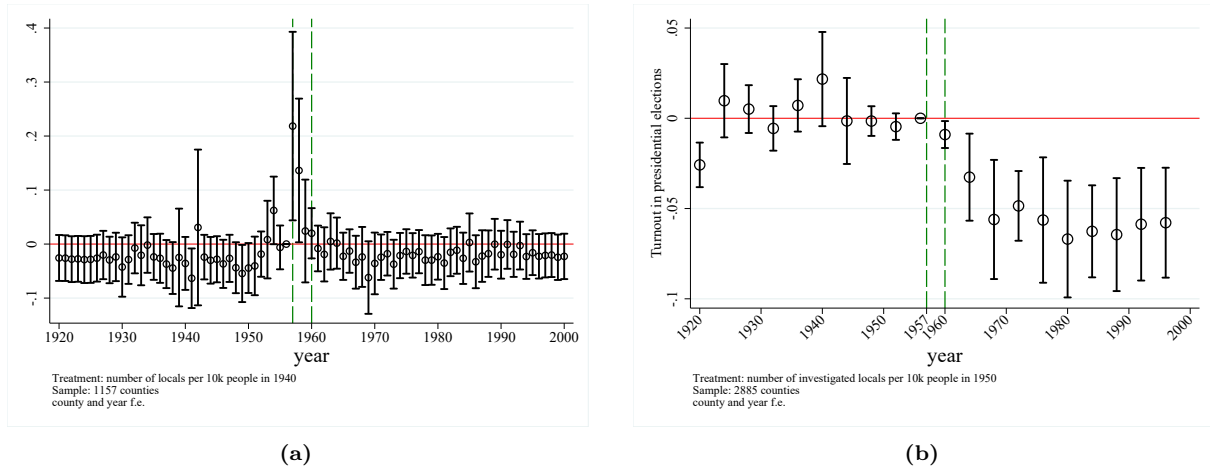 .4
.3
.2
.1
0
-.1
1920 1930 1940 1950 1960 1970 1980 1990 2000
year
Treatment: number of locals per 10k people in 1940
Sample: 1157 counties
county and year f.e.
(a)
Turnout in presidential elections
.05
0
-.05
-.1
1920 1930 1940 1950 1957 1960 1970 1980 1990 2000
year
Treatment: number of investigated locals per 10k people in 1950
Sample: 2885 counties
county and year f.e.
(b)